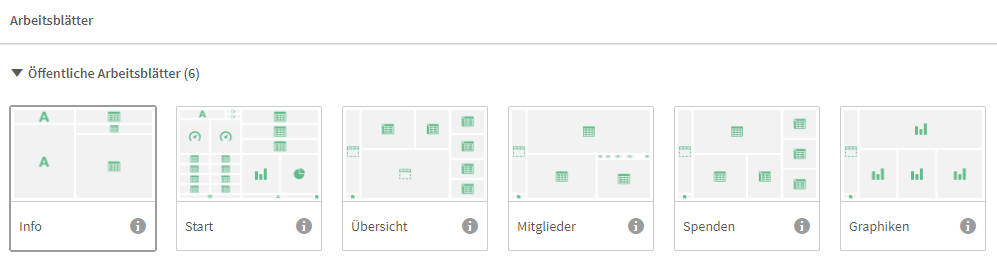 Arbeitsblätter
Öffentliche Arbeitsblätter (6)
Info
Start
Übersicht
Mitglieder
Spenden
Graphiken